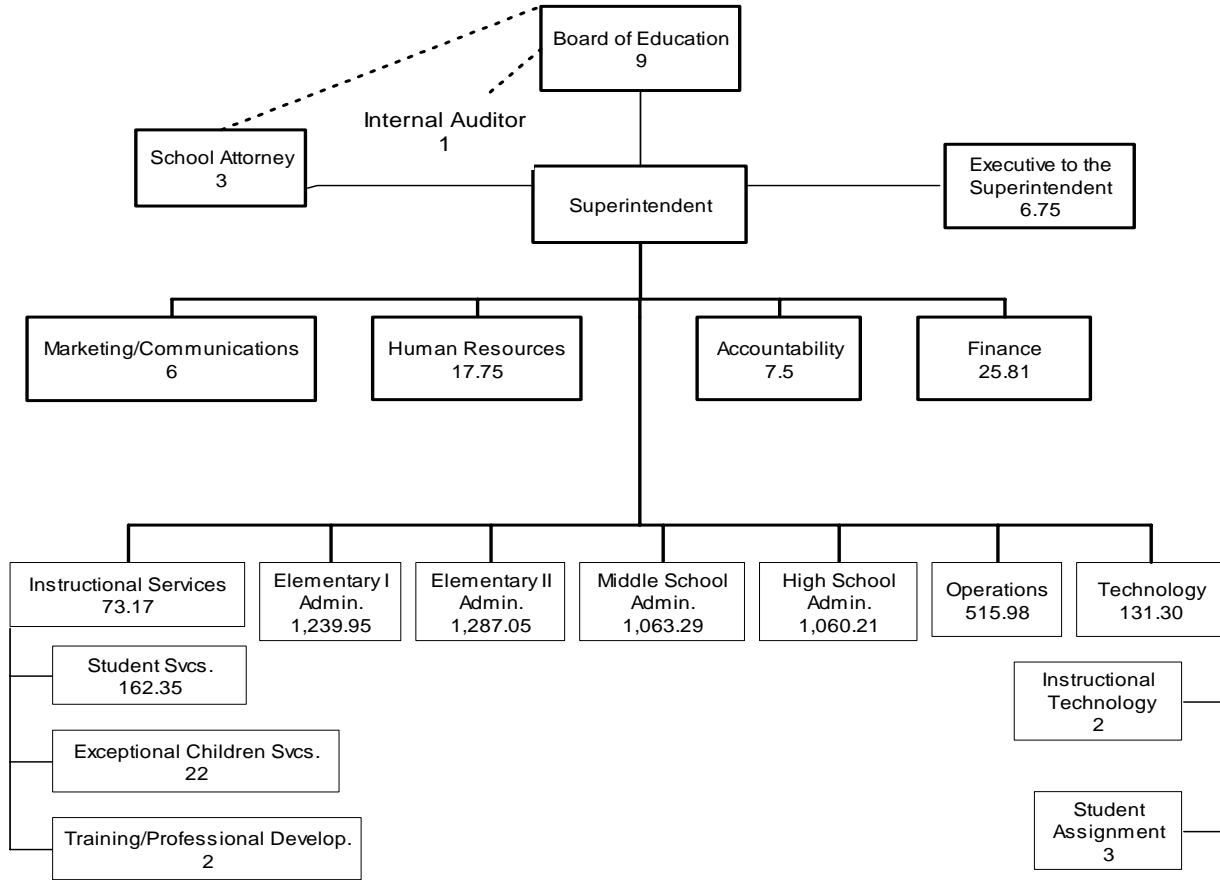 Board of Education
9
Internal Auditor
1
School Attorney
3
Superintendent
Executive to the
Superintendent
6.75
Marketing/Communications
6
Human Resources
17.75
Accountability
7.5
Finance
25.81
Instructional Services
73.17
Elementary I
Admin.
1,239.95
Elementary II
Admin.
1,287.05
Middle School
Admin.
1,063.29
High School
Admin.
1,060.21
Operations
515.98
Technology
131.30
Student Svcs.
162.35
Exceptional Children Svcs.
22
Training/Professional Develop.
2
Instructional
Technology
2
Student
Assignment
3